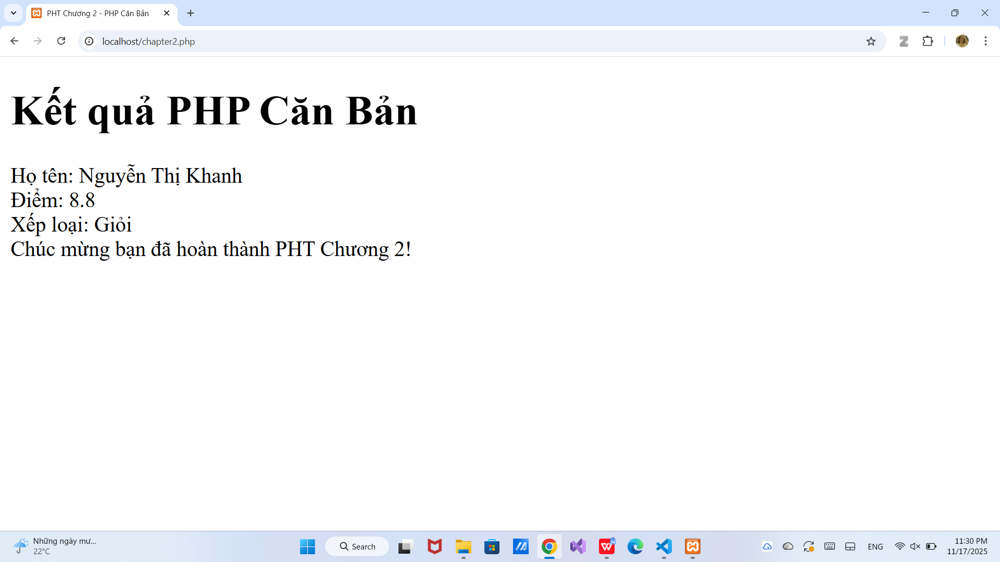 PHT Chương 2 - PHP Căn Bản
localhost/chapter2.php
Kết quả PHP Căn Bản
Họ tên: Nguyễn Thị Khanh
Điểm: 8.8
Xếp loại: Giỏi
Chúc mừng bạn đã hoàn thành PHT Chương 2!
Những ngày mư...
22°C
Search
ENG
11:30 PM
11/17/2025